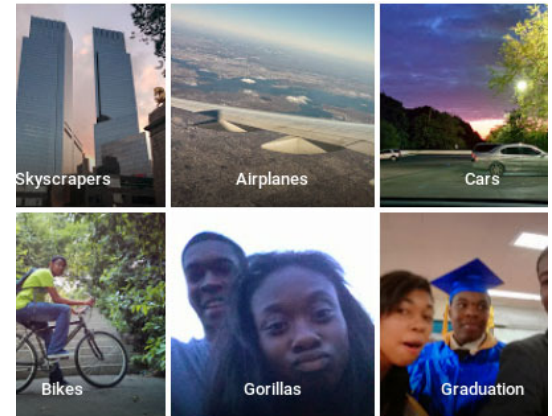 Skyscrapers
Airplanes
Cars
Bikes
Gorillas
Graduation